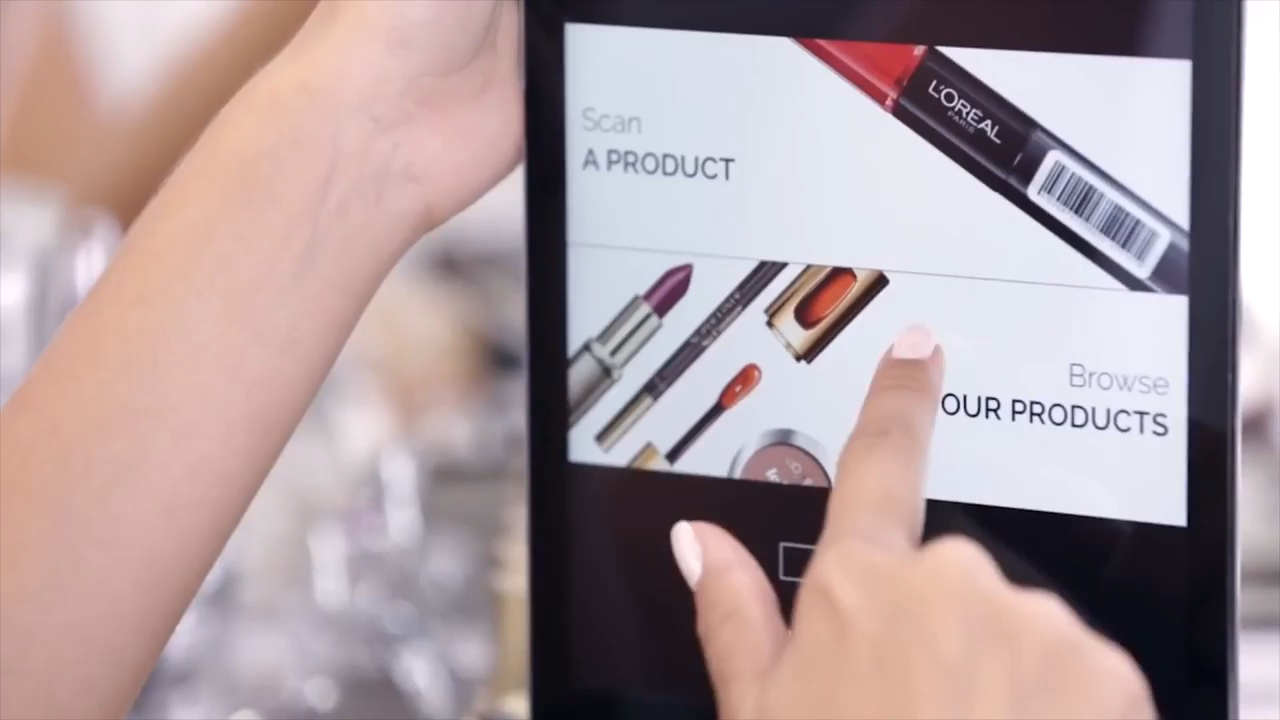 Scan
A PRODUCT
L'ORÉAL
PARIS
Browse
OUR PRODUCTS